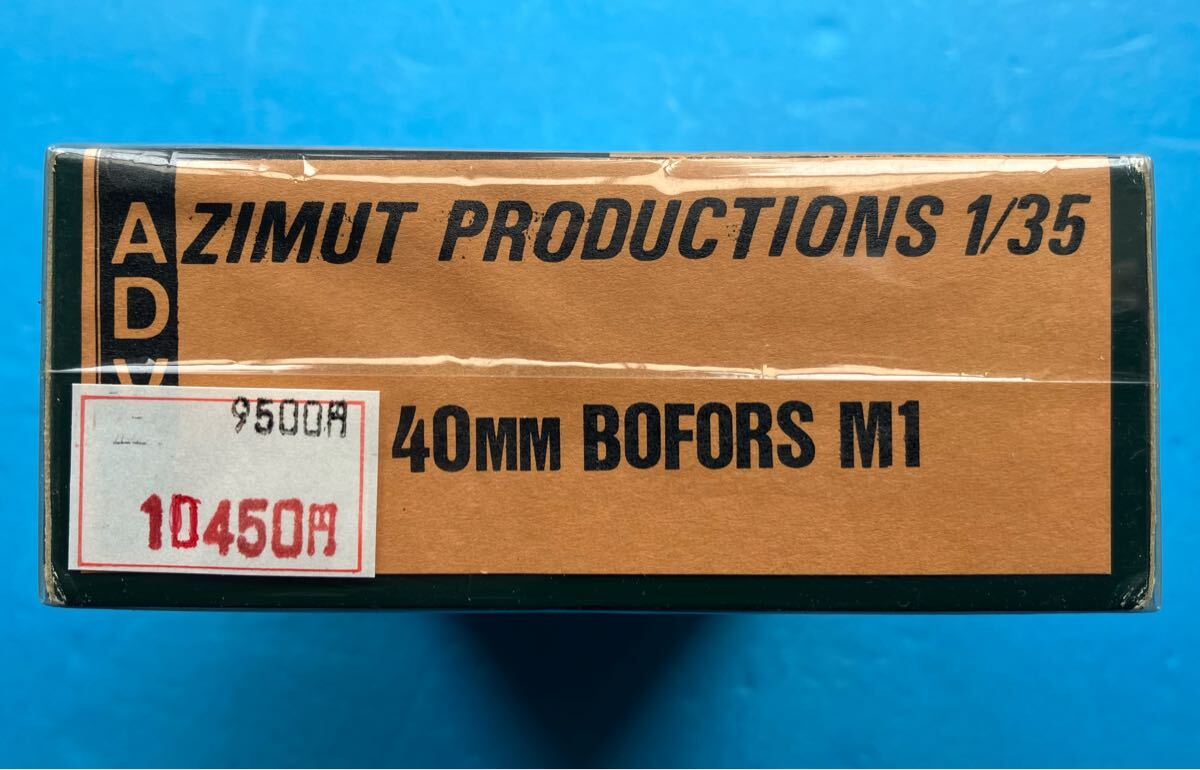 AZIMUT PRODUCTIONS 1/35
ADV
40MM BOFORS M1
9500円
10450円